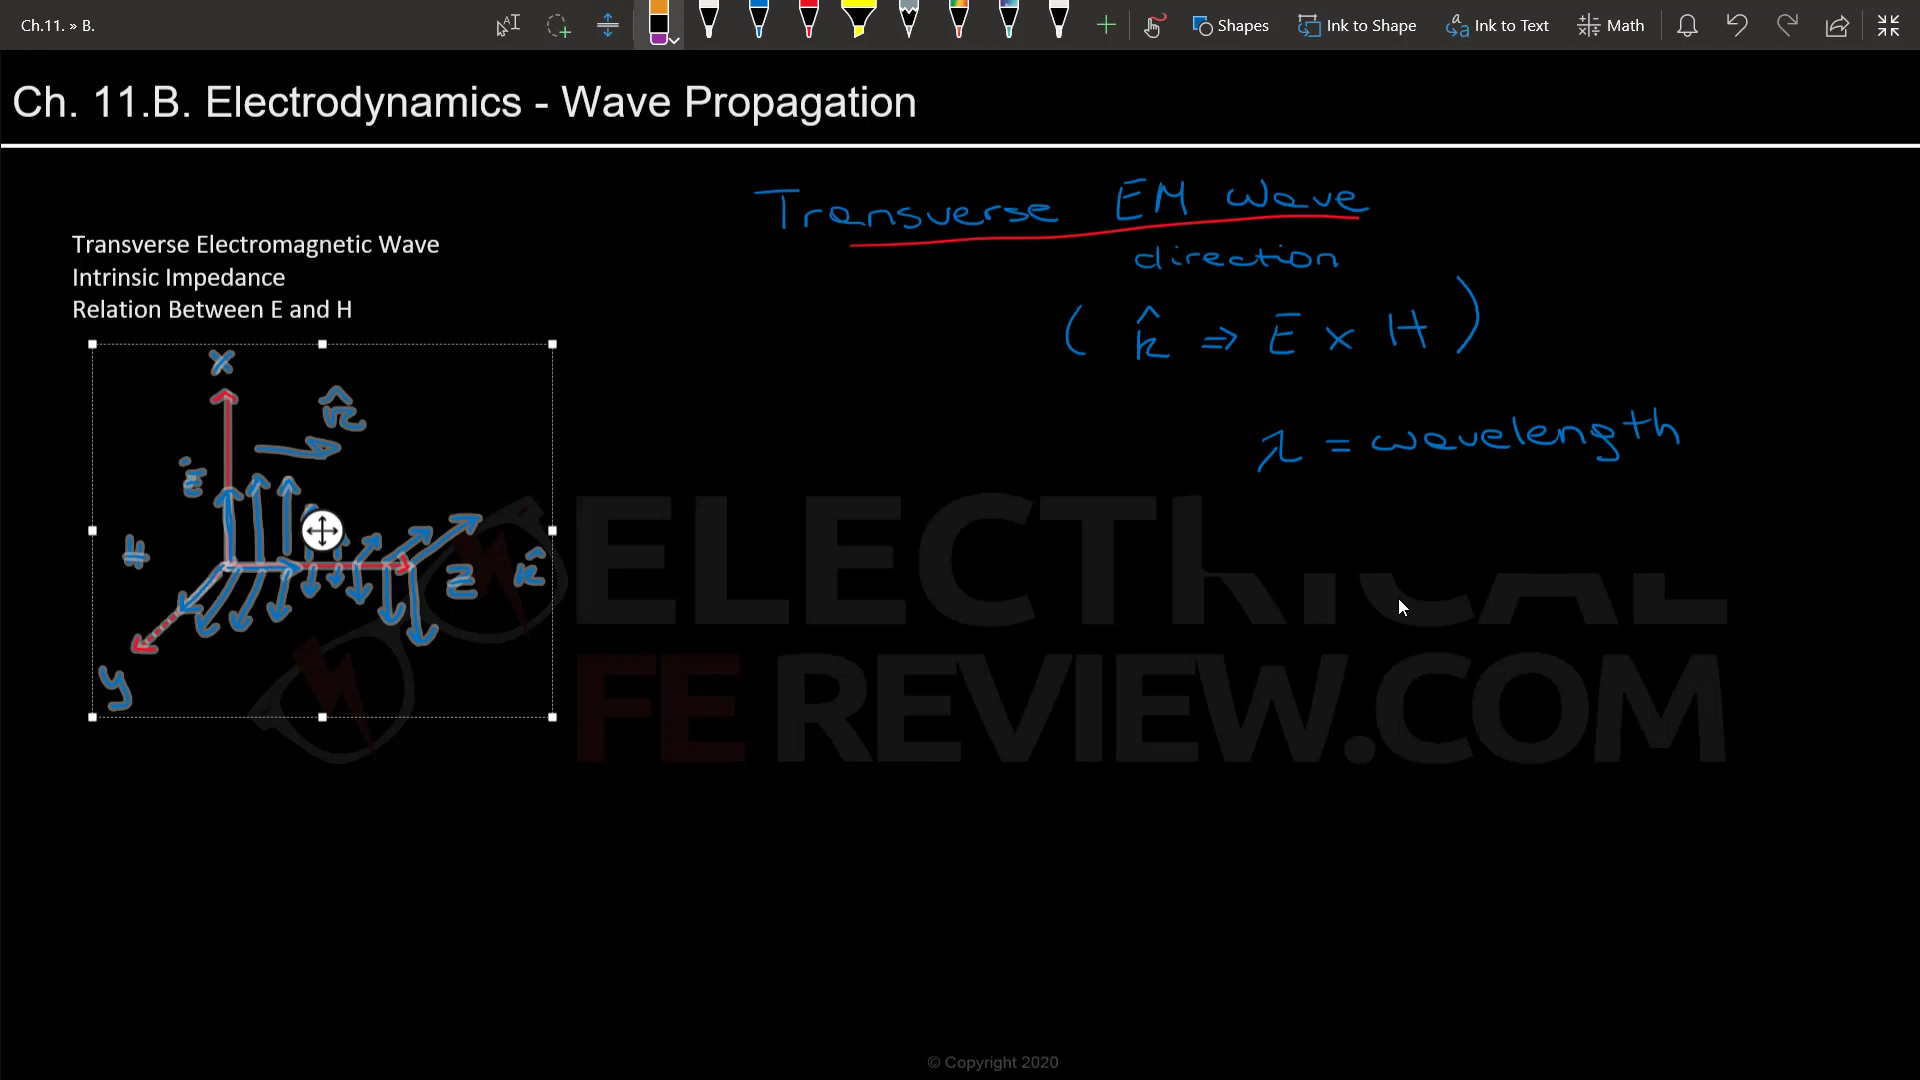 Ch.11. » B.
Shapes
Ink to Shape
Ink to Text
Math
Ch. 11.B. Electrodynamics - Wave Propagation
Transverse EM Wave
Transverse Electromagnetic Wave
direction
Intrinsic Impedance
Relation Between E and H
( k̂ ⇒ E × H )
x
k̂
λ = wavelength
E
H
z
k̂
y
ELECTRICAL
FE REVIEW.COM
© Copyright 2020